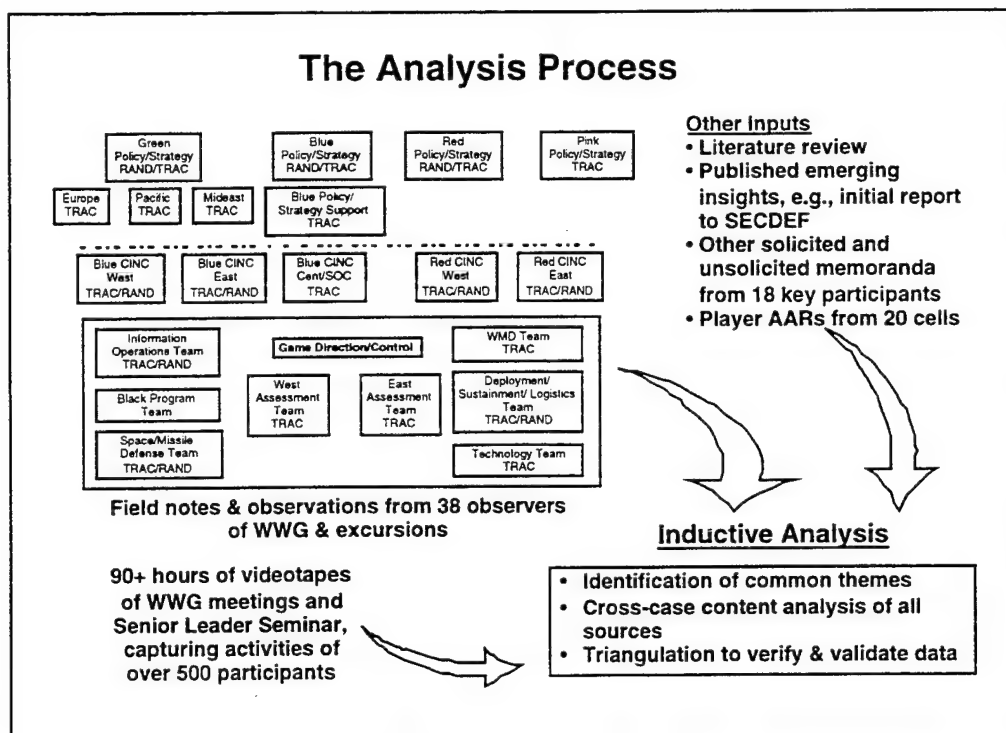 The Analysis Process
Green
Policy/Strategy
RAND/TRAC
Blue
Policy/Strategy
RAND/TRAC
Red
Policy/Strategy
RAND/TRAC
Pink
Policy/Strategy
TRAC
Europe
TRAC
Pacific
TRAC
Mideast
TRAC
Blue Policy/
Strategy Support
TRAC
Blue CINC
West
TRAC/RAND
Blue CINC
East
TRAC/RAND
Blue CINC
Cent/SOC
TRAC
Red CINC
West
TRAC/RAND
Red CINC
East
TRAC/RAND
Information
Operations Team
TRAC/RAND
Black Program
Team
Space/Missile
Defense Team
TRAC/RAND
Game Direction/Control
West
Assessment
Team
TRAC
East
Assessment
Team
TRAC
WMD Team
TRAC
Deployment/
Sustainment/ Logistics
Team
TRAC/RAND
Technology Team
TRAC
Field notes & observations from 38 observers
of WWG & excursions
90+ hours of videotapes
of WWG meetings and
Senior Leader Seminar,
capturing activities of
over 500 participants
Other Inputs
• Literature review
• Published emerging
insights, e.g., initial report
to SECDEF
• Other solicited and
unsolicited memoranda
from 18 key participants
• Player AARs from 20 cells
Inductive Analysis
• Identification of common themes
• Cross-case content analysis of all
sources
• Triangulation to verify & validate data